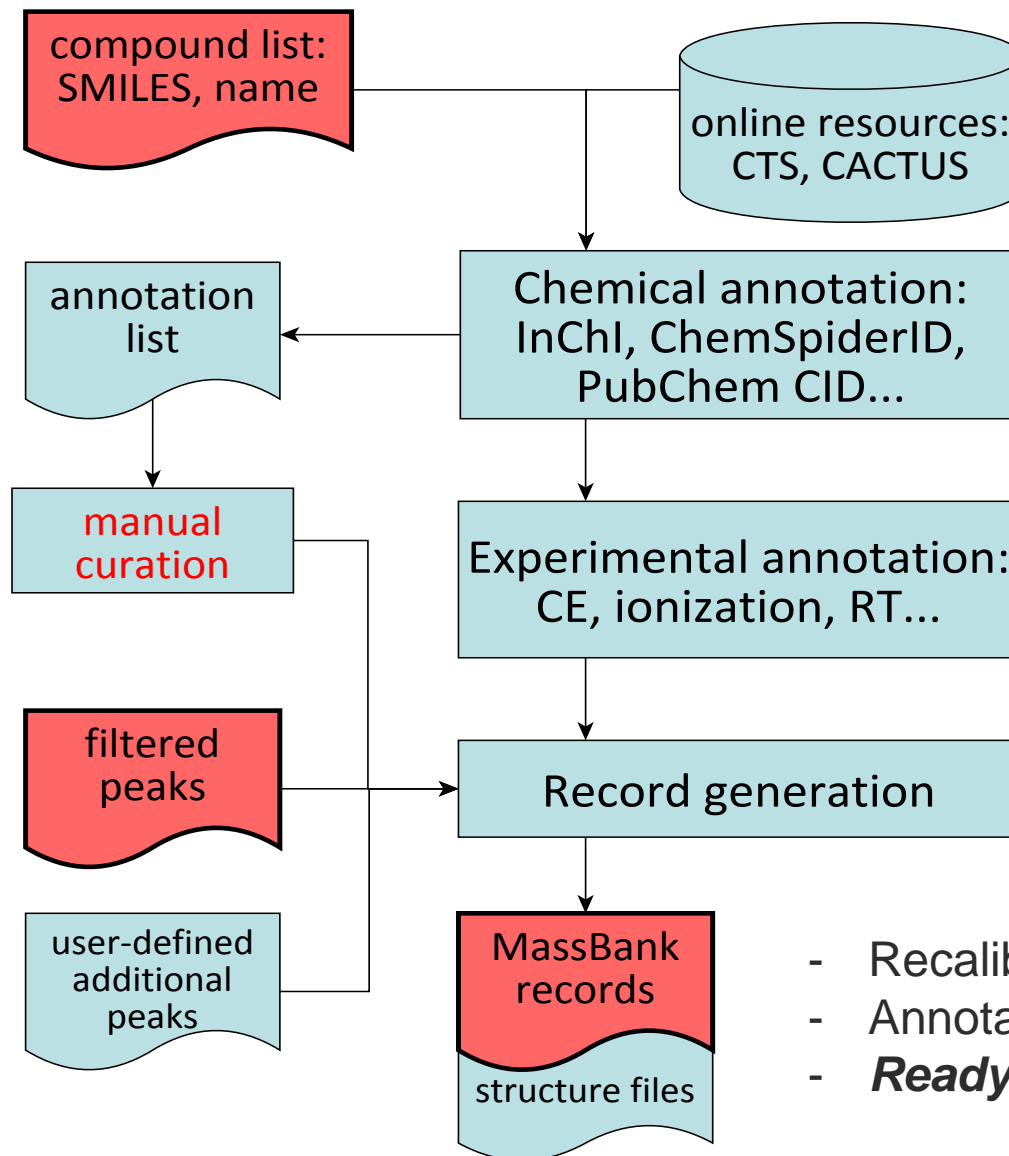 compound list:
SMILES, name
online resources:
CTS, CACTUS
Chemical annotation:
InChI, ChemSpiderID,
PubChem CID...
annotation
list
manual
curation
Experimental annotation:
CE, ionization, RT...
filtered
peaks
Record generation
user-defined
additional
peaks
MassBank
records
structure files
-
-
- Ready